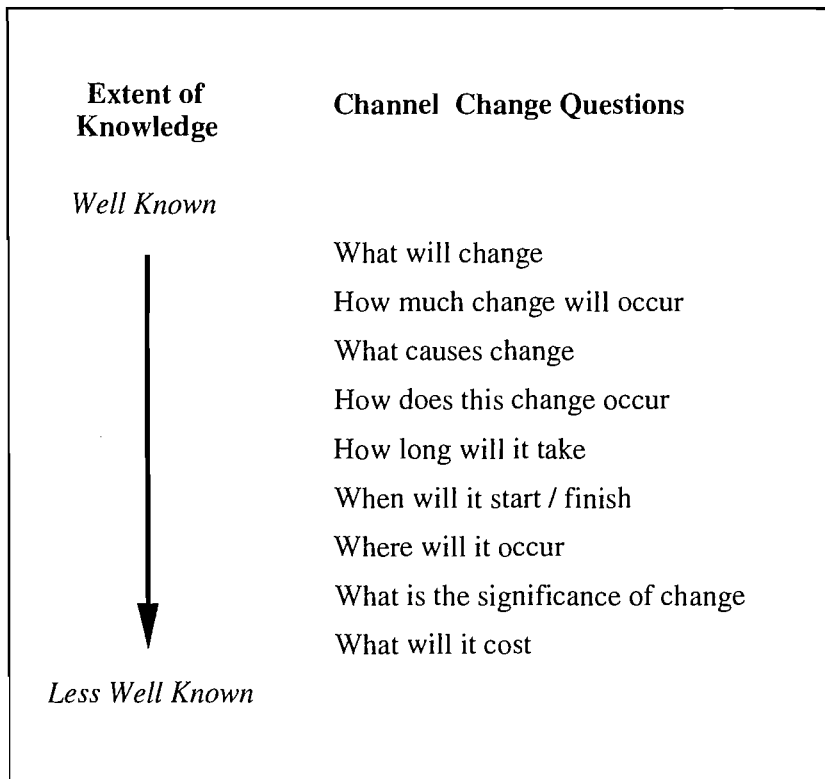 Extent of
Knowledge
Channel Change Questions
Well Known
What will change
How much change will occur
What causes change
How does this change occur
How long will it take
When will it start / finish
Where will it occur
What is the significance of change
What will it cost
Less Well Known